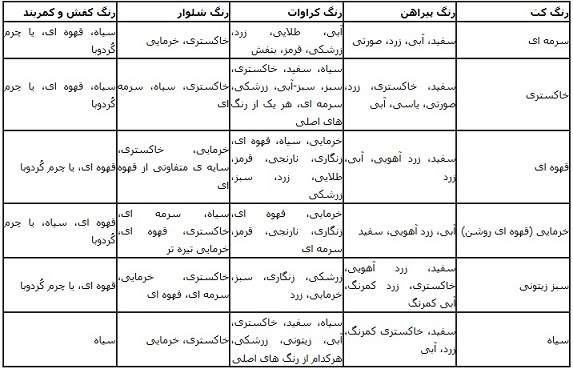 رنگ کت
رنگ پیراهن
رنگ کراوات
رنگ شلوار
رنگ کفش و کمربند
سرمه ای
سفید، آبی، زرد، صورتی
آبی، طلایی، زرد،
زرشکی، قرمز، بنفش
خاکستری، خرمایی
سیاه، قهوه ای، یا چرم
کُردوبا
خاکستری
سفید، خاکستری، زرد،
صورتی، یاسی، آبی
سیاه، سفید، خاکستری،
سبز، سبز-آبی، زرشکی،
سرمه ای، هر یک از رنگ
های اصلی
خاکستری، سیاه، سرمه
ای
سیاه، قهوه ای، یا چرم
کُردوبا
قهوه ای
سفید، زرد آهویی، آبی،
زرد
خرمایی، سیاه، قهوه ای،
زنگاری، نارنجی، قرمز،
طلایی، زرد، سبز،
زرشکی
خرمایی، خاکستری،
سایه ی متفاوتی از قهوه
ای
قهوه ای، یا چرم کُردوبا
خرمایی (قهوه ای روشن)
آبی، زرد آهویی، سفید
خرمایی، قهوه ای،
زنگاری، نارنجی، قرمز،
سرمه ای
سیاه، سرمه ای،
خاکستری، قهوه ای،
خرمایی تیره تر
قهوه ای، سیاه، یا چرم
کُردوبا
سبز زیتونی
سفید، زرد آهویی،
خاکستری، زرد کمرنگ،
آبی کمرنگ
زرشکی، زنگاری، سبز،
خرمایی، زرد
خاکستری، خرمایی،
سرمه ای، قهوه ای
قهوه ای، یا چرم کُردوبا
سیاه
سفید، خاکستری کمرنگ،
زرد، آبی
سیاه، سفید، خاکستری،
آبی، زیتونی، زرشکی،
هرکدام از رنگ های اصلی
خاکستری، خرمایی
سیاه